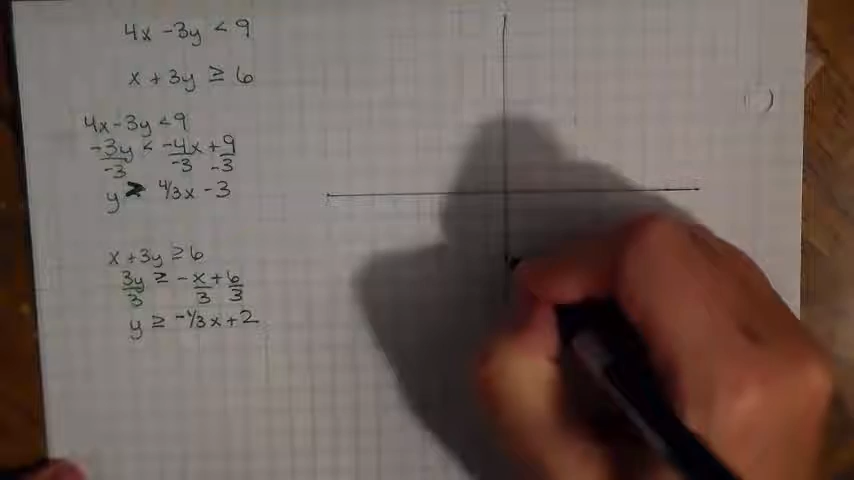 4x - 3y < 9
x + 3y ≥ 6
4x - 3y < 9
-3y < -4x + 9
-3 -3 -3
y > 4/3x - 3
x + 3y ≥ 6
3y ≥ -x + 6
3 3 3
y ≥ -1/3x + 2